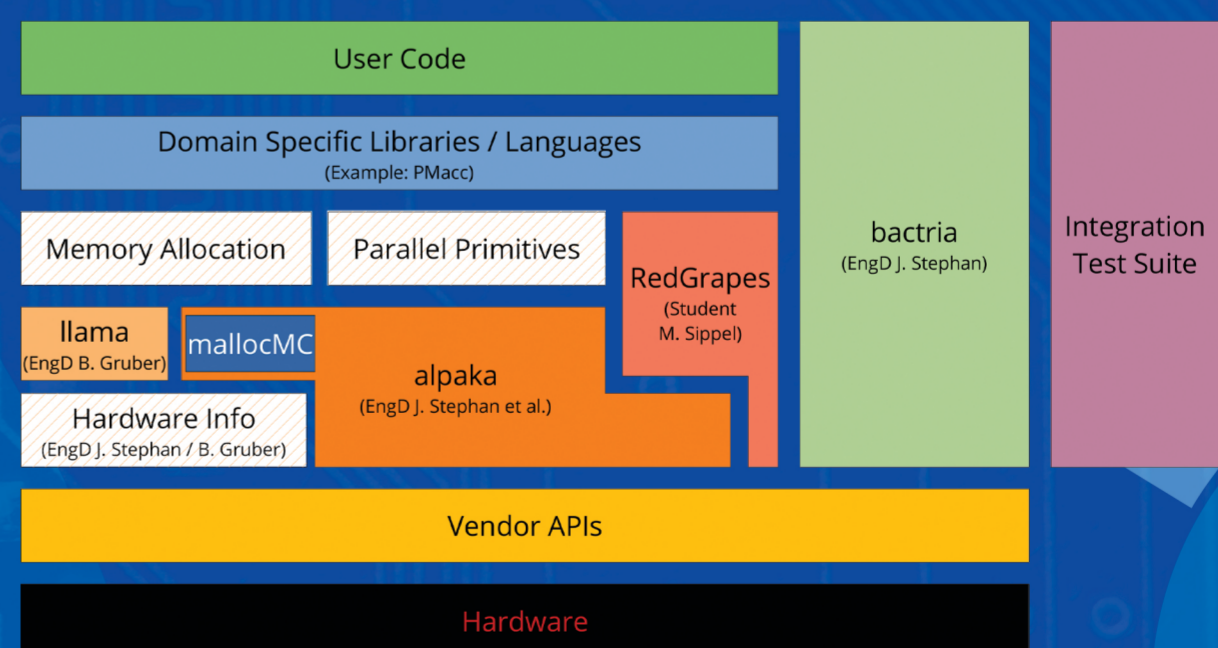 User Code
Domain Specific Libraries / Languages
(Example: PMacc)
Memory Allocation
Parallel Primitives
RedGrapes
(Student
M. Sippel)
llama
(EngD B. Gruber)
mallocMC
alpaka
(EngD J. Stephan et al.)
Hardware Info
(EngD J. Stephan / B. Gruber)
bactria
(EngD J. Stephan)
Integration
Test Suite
Vendor APIs
Hardware